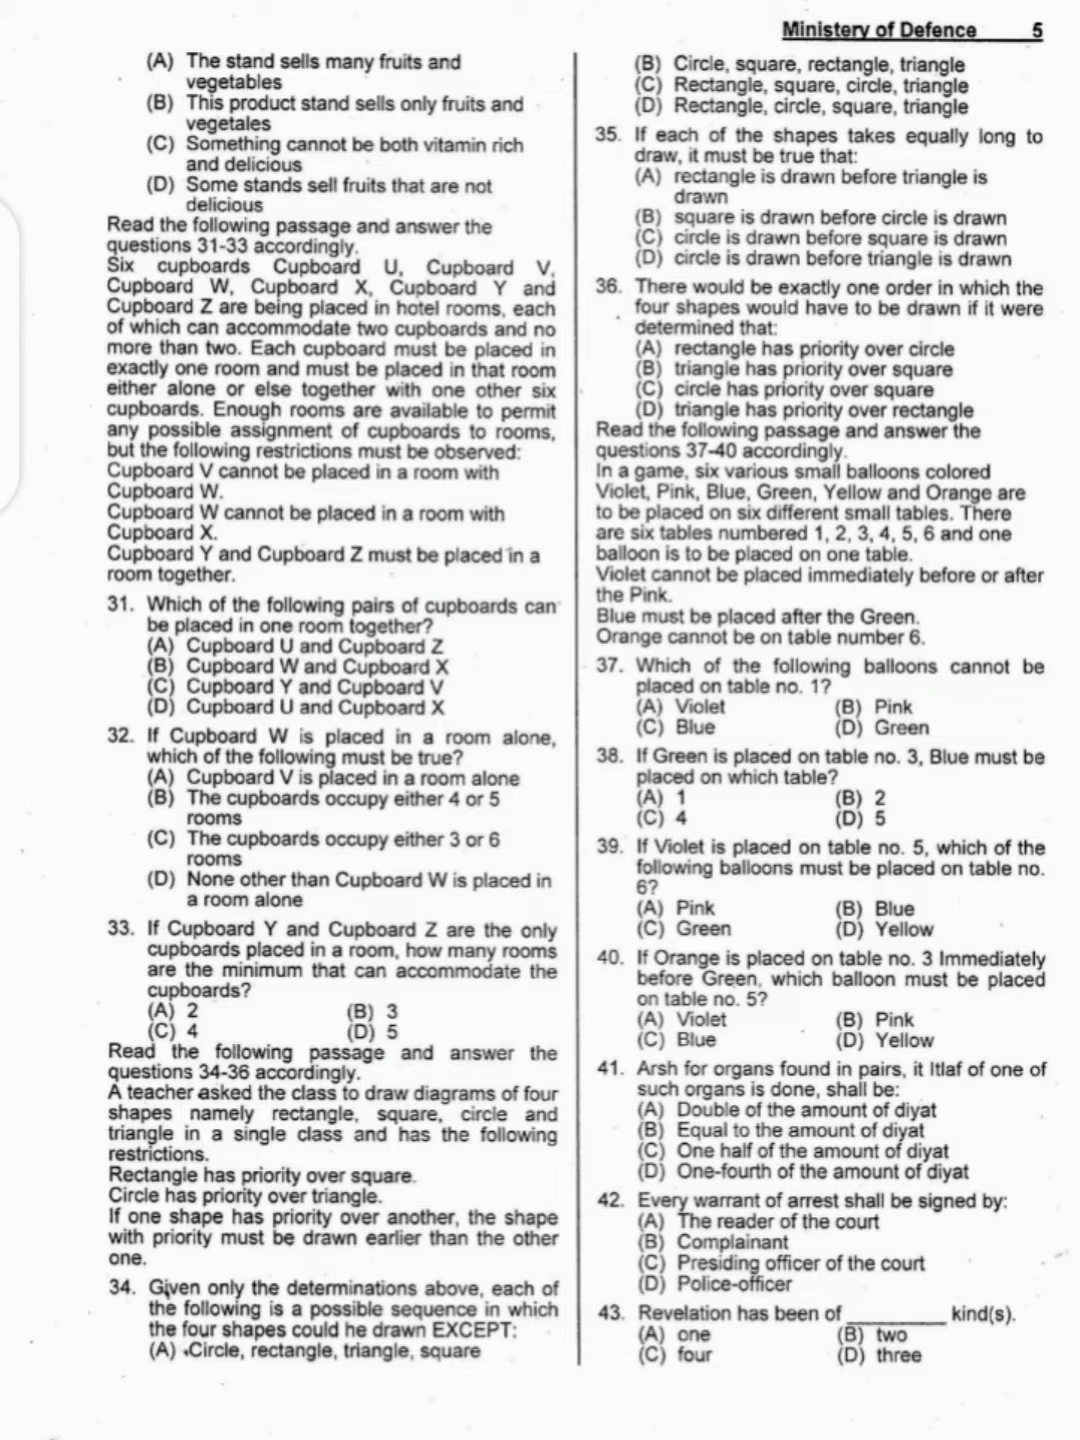 Ministery of Defence 5
(A) The stand sells many fruits and
vegetables
(B) This product stand sells only fruits and
vegetales
(C) Something cannot be both vitamin rich
and delicious
(D) Some stands sell fruits that are not
delicious
Read the following passage and answer the
questions 31-33 accordingly.
Six cupboards Cupboard U, Cupboard V,
Cupboard W, Cupboard X, Cupboard Y and
Cupboard Z are being placed in hotel rooms, each
of which can accommodate two cupboards and no
more than two. Each cupboard must be placed in
exactly one room and must be placed in that room
either alone or else together with one other six
cupboards. Enough rooms are available to permit
any possible assignment of cupboards to rooms,
but the following restrictions must be observed:
Cupboard V cannot be placed in a room with
Cupboard W.
Cupboard W cannot be placed in a room with
Cupboard X.
Cupboard Y and Cupboard Z must be placed in a
room together.
31. Which of the following pairs of cupboards can
be placed in one room together?
(A) Cupboard U and Cupboard Z
(B) Cupboard W and Cupboard X
(C) Cupboard Y and Cupboard V
(D) Cupboard U and Cupboard X
32. If Cupboard W is placed in a room alone,
which of the following must be true?
(A) Cupboard V is placed in a room alone
(B) The cupboards occupy either 4 or 5
rooms
(C) The cupboards occupy either 3 or 6
rooms
(D) None other than Cupboard W is placed in
a room alone
33. If Cupboard Y and Cupboard Z are the only
cupboards placed in a room, how many rooms
are the minimum that can accommodate the
cupboards?
(A) 2 (B) 3
(C) 4 (D) 5
Read the following passage and answer the
questions 34-36 accordingly.
A teacher asked the class to draw diagrams of four
shapes namely rectangle, square, circle and
triangle in a single class and has the following
restrictions.
Rectangle has priority over square.
Circle has priority over triangle.
If one shape has priority over another, the shape
with priority must be drawn earlier than the other
one.
34. Given only the determinations above, each of
the following is a possible sequence in which
the four shapes could he drawn EXCEPT:
(A) Circle, rectangle, triangle, square
(B) Circle, square, rectangle, triangle
(C) Rectangle, square, circle, triangle
(D) Rectangle, circle, square, triangle
35. If each of the shapes takes equally long to
draw, it must be true that:
(A) rectangle is drawn before triangle is
drawn
(B) square is drawn before circle is drawn
(C) circle is drawn before square is drawn
(D) circle is drawn before triangle is drawn
36. There would be exactly one order in which the
four shapes would have to be drawn if it were
determined that:
(A) rectangle has priority over circle
(B) triangle has priority over square
(C) circle has priority over square
(D) triangle has priority over rectangle
Read the following passage and answer the
questions 37-40 accordingly.
In a game, six various small balloons colored
Violet, Pink, Blue, Green, Yellow and Orange are
to be placed on six different small tables. There
are six tables numbered 1, 2, 3, 4, 5, 6 and one
balloon is to be placed on one table.
Violet cannot be placed immediately before or after
the Pink.
Blue must be placed after the Green.
Orange cannot be on table number 6.
37. Which of the following balloons cannot be
placed on table no. 1?
(A) Violet (B) Pink
(C) Blue (D) Green
38. If Green is placed on table no. 3, Blue must be
placed on which table?
(A) 1 (B) 2
(C) 4 (D) 5
39. If Violet is placed on table no. 5, which of the
following balloons must be placed on table no.
6?
(A) Pink (B) Blue
(C) Green (D) Yellow
40. If Orange is placed on table no. 3 Immediately
before Green, which balloon must be placed
on table no. 5?
(A) Violet (B) Pink
(C) Blue (D) Yellow
41. Arsh for organs found in pairs, it Itlaf of one of
such organs is done, shall be:
(A) Double of the amount of diyat
(B) Equal to the amount of diyat
(C) One half of the amount of diyat
(D) One-fourth of the amount of diyat
42. Every warrant of arrest shall be signed by:
(A) The reader of the court
(B) Complainant
(C) Presiding officer of the court
(D) Police-officer
43. Revelation has been of ________ kind(s).
(A) one (B) two
(C) four (D) three